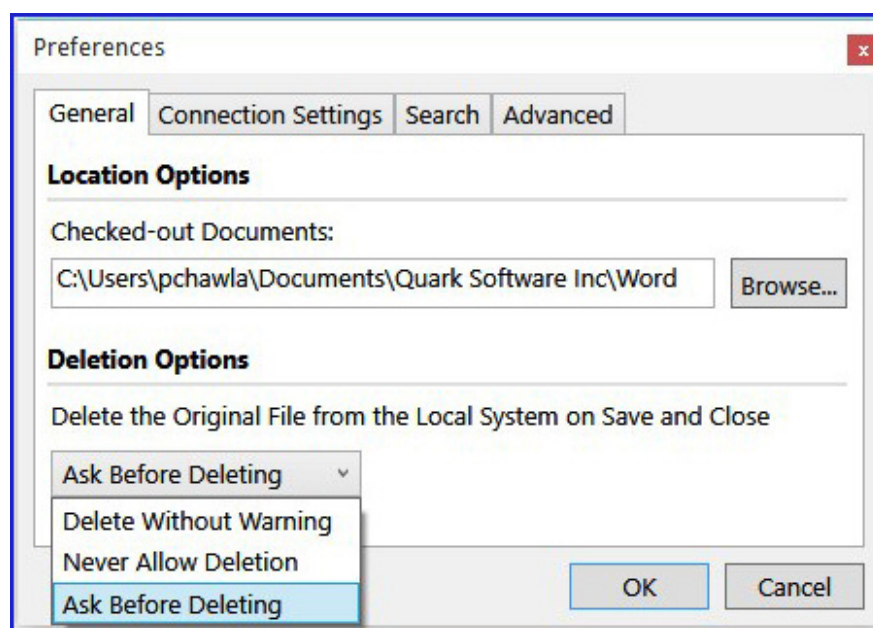 Preferences
x
General Connection Settings Search Advanced
Location Options
Checked-out Documents:
C:\Users\pchawla\Documents\Quark Software Inc\Word Browse...
Deletion Options
Delete the Original File from the Local System on Save and Close
Ask Before Deleting
Delete Without Warning
Never Allow Deletion
Ask Before Deleting
OK Cancel